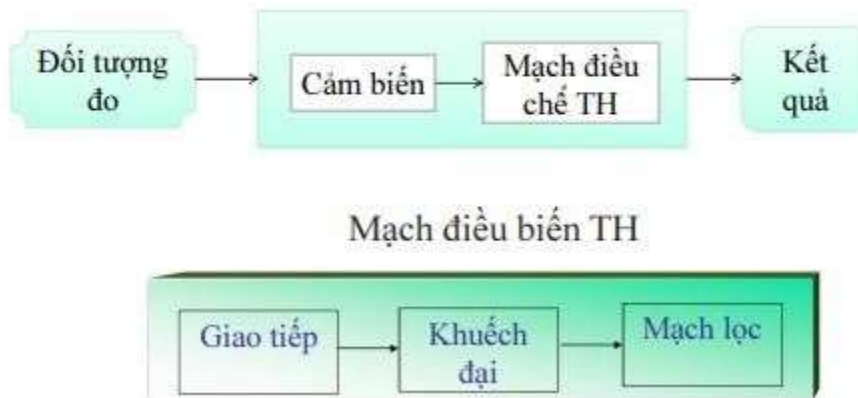 Đối tượng
đo
Cảm biến
Mạch điều
chế TH
Kết
quả
Mạch điều biến TH
Giao tiếp
Khuếch
đại
Mạch lọc